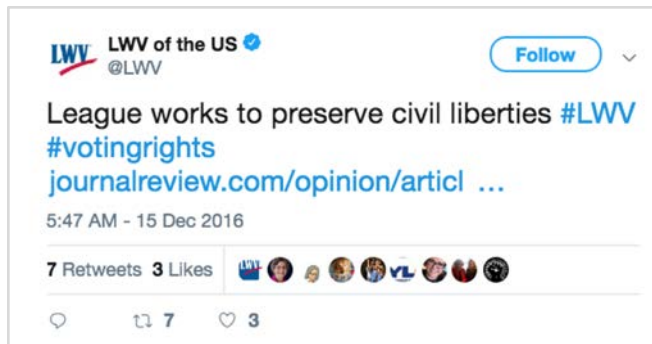 LWV
LWV of the US
@LWV
Follow
League works to preserve civil liberties #LWV
#votingrights
journalreview.com/opinion/articl ...
5:47 AM - 15 Dec 2016
7 Retweets 3 Likes
LWV
VL
7
3